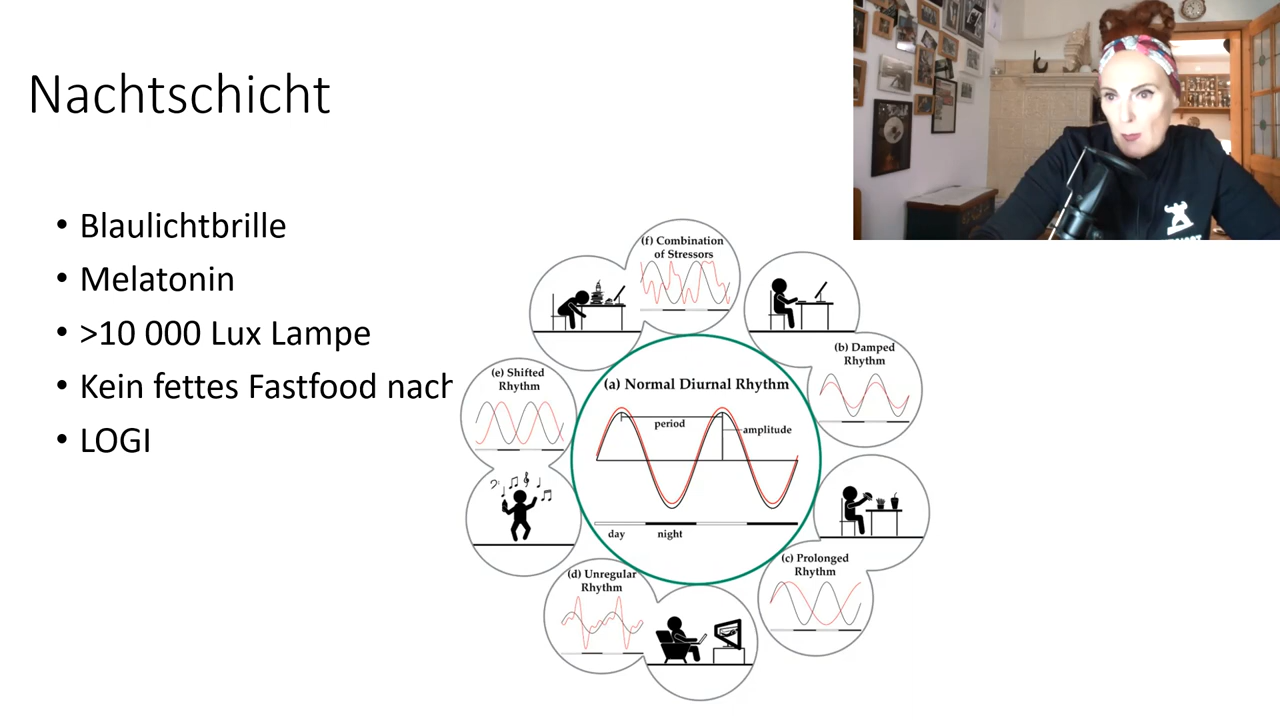 Nachtschicht
• Blaulichtbrille
• Melatonin
• >10 000 Lux Lampe
• Kein fettes Fastfood nach
• LOGI
(f) Combination
of Stressors
(b) Damped
Rhythm
(e) Shifted
Rhythm
(a) Normal Diurnal Rhythm
period
amplitude
day night
(c) Prolonged
Rhythm
(d) Unregular
Rhythm